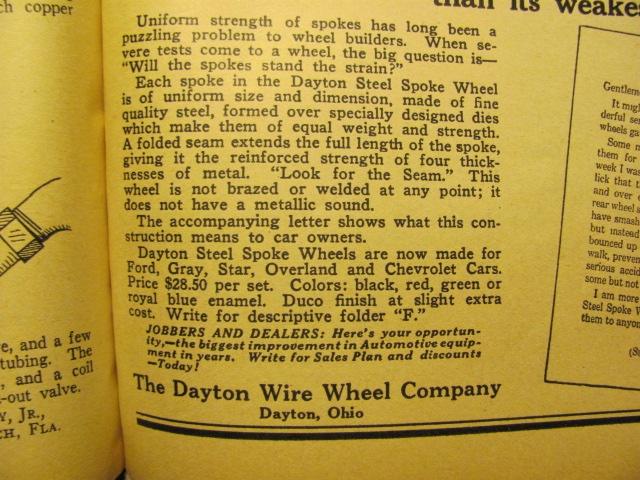 ch copper
e, and a few
tubing. The
, and a coil
-out valve.
Y, JR.,
CH, FLA.
than its weakes
Uniform strength of spokes has long been a
puzzling problem to wheel builders. When se-
vere tests come to a wheel, the big question is—
"Will the spokes stand the strain?"
Each spoke in the Dayton Steel Spoke Wheel
is of uniform size and dimension, made of fine
quality steel, formed over specially designed dies
which make them of equal weight and strength.
A folded seam extends the full length of the spoke,
giving it the reinforced strength of four thick-
nesses of metal. "Look for the Seam." This
wheel is not brazed or welded at any point; it
does not have a metallic sound.
The accompanying letter shows what this con-
struction means to car owners.
Dayton Steel Spoke Wheels are now made for
Ford, Gray, Star, Overland and Chevrolet Cars.
Price $28.50 per set. Colors: black, red, green or
royal blue enamel. Duco finish at slight extra
cost. Write for descriptive folder "F."
JOBBERS AND DEALERS: Here's your opportun-
ity,—the biggest improvement in Automotive equip-
ment in years. Write for Sales Plan and discounts
—Today!
The Dayton Wire Wheel Company
Dayton, Ohio
Gentleme
It migh
derful ser
wheels ga
Some m
them for
week I was
lick that t
and over o
rear wheel s
have smash
but instead
bounced up
walk, preven
serious accid
some but not
I am more
Steel Spoke W
them to anyon
(S